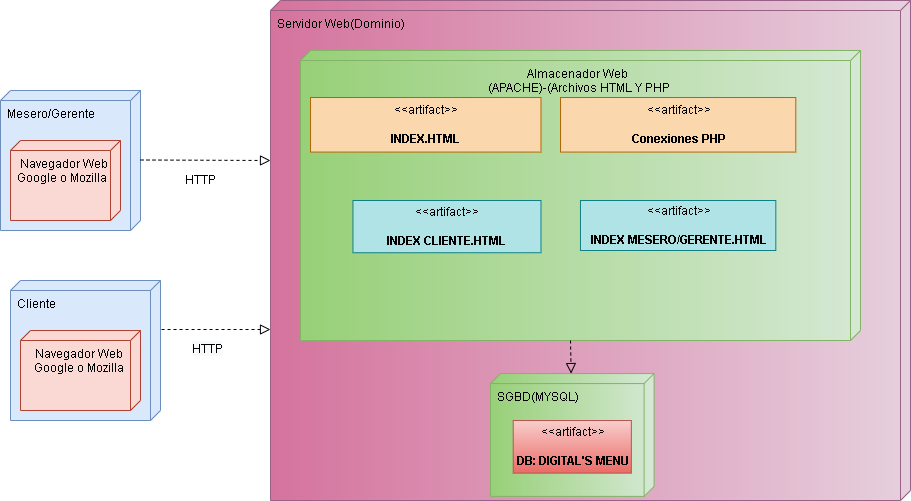 Servidor Web(Dominio)
Almacenador Web
(APACHE)-(Archivos HTML Y PHP
<<artifact>>
INDEX.HTML
<<artifact>>
Conexiones PHP
<<artifact>>
INDEX CLIENTE.HTML
<<artifact>>
INDEX MESERO/GERENTE.HTML
Mesero/Gerente
Navegador Web
Google o Mozilla
HTTP
Cliente
Navegador Web
Google o Mozilla
HTTP
SGBD(MYSQL)
<<artifact>>
DB: DIGITAL'S MENU